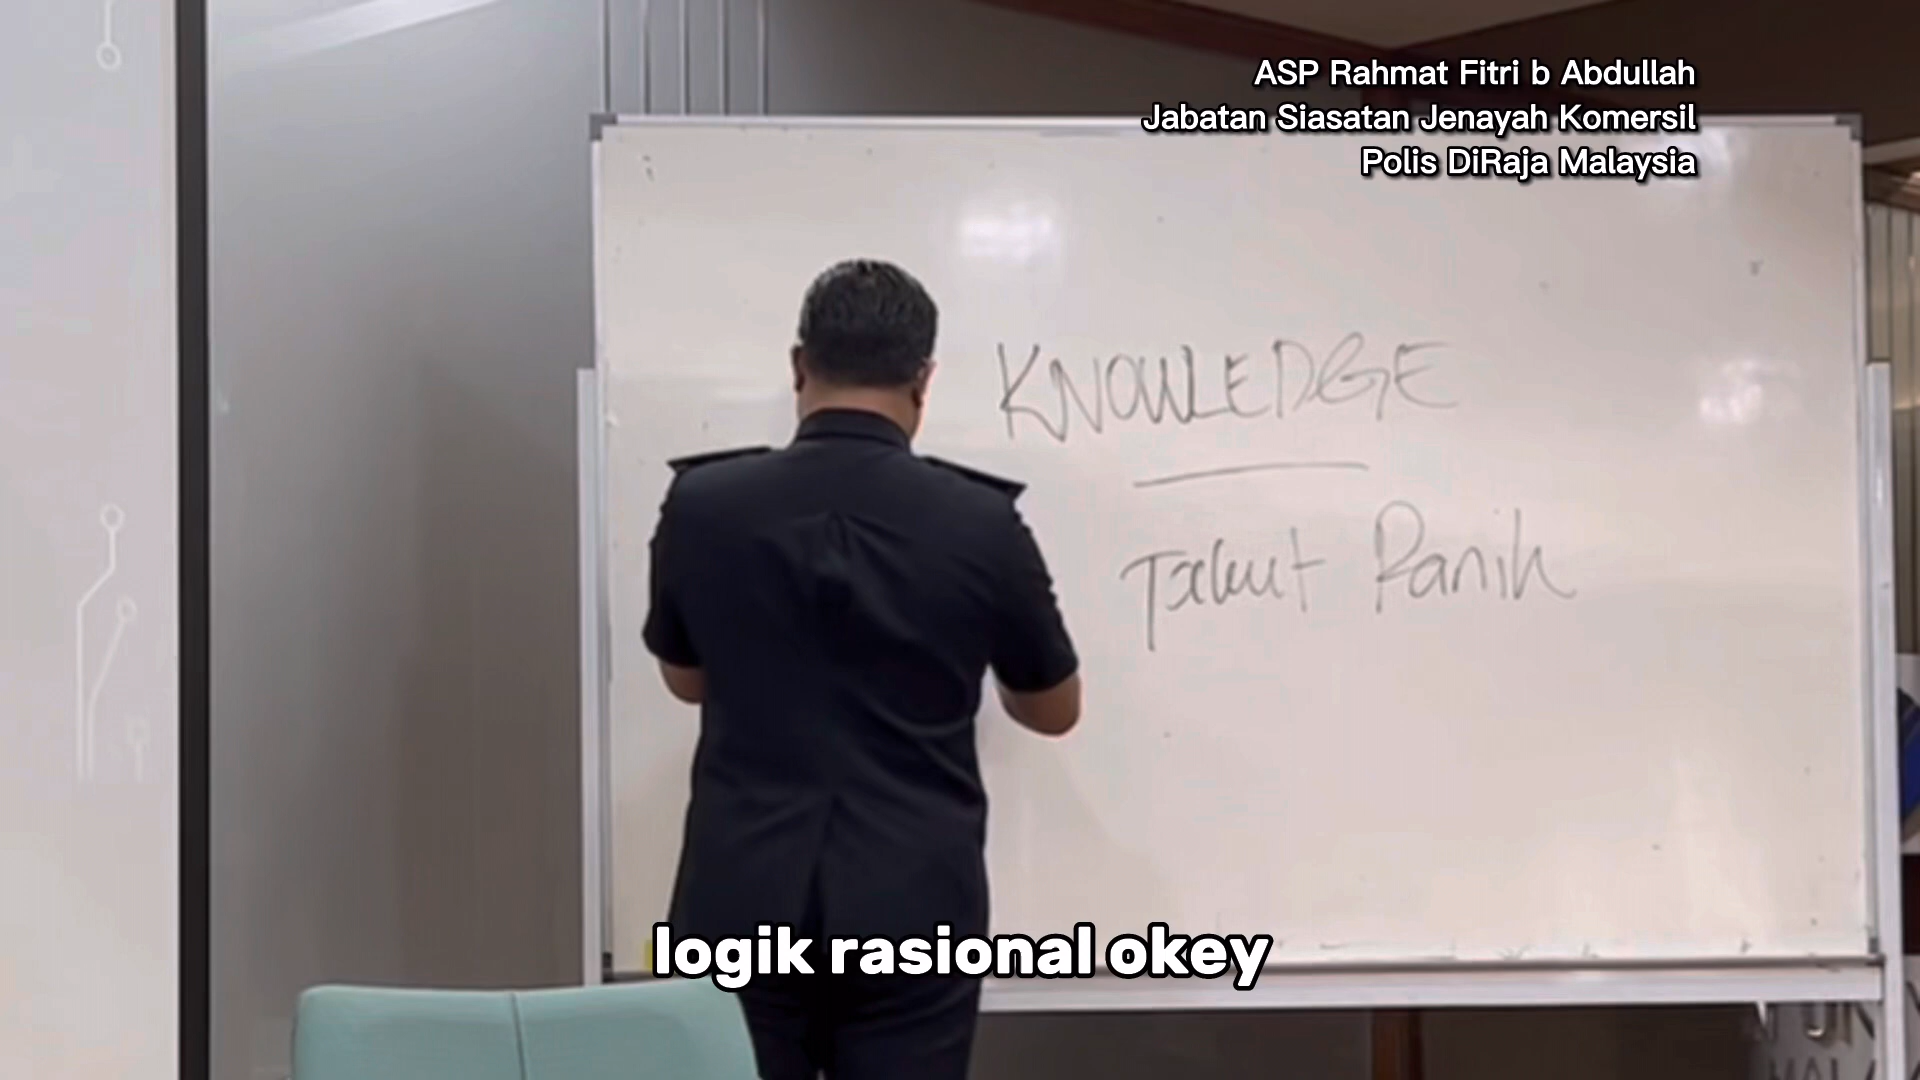 ASP Rahmat Fitri b Abdullah
Jabatan Siasatan Jenayah Komersil
Polis DiRaja Malaysia
KNOWLEDGE
Takut Panik
logik rasional okey